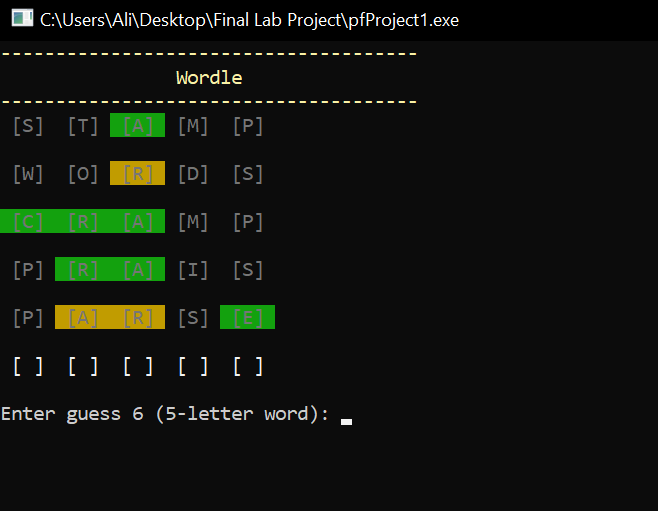 C:\Users\Ali\Desktop\Final Lab Project\pfProject1.exe
--------------------------------------
Wordle
--------------------------------------
[S] [T] [A] [M] [P]
[W] [O] [R] [D] [S]
[C] [R] [A] [M] [P]
[P] [R] [A] [I] [S]
[P] [A] [R] [S] [E]
[ ] [ ] [ ] [ ] [ ]
Enter guess 6 (5-letter word):